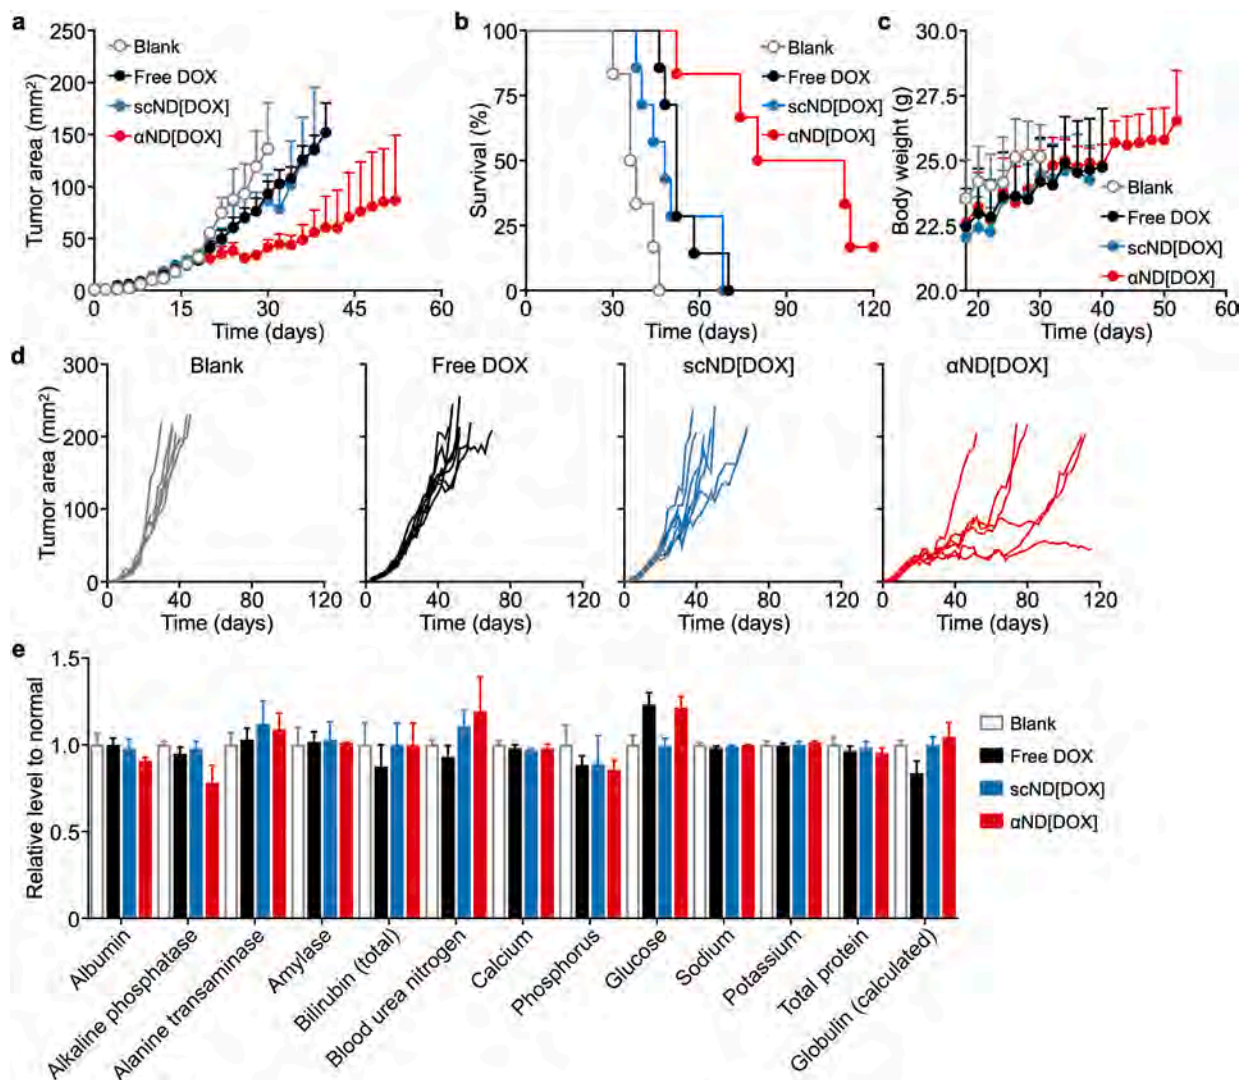 a
250
200
150
100
50
0
Tumor area (mm²)
Blank
Free DOX
scND[DOX]
αND[DOX]
0 15 30 45 60
Time (days)
b
100
75
50
25
0
Survival (%)
Blank
Free DOX
scND[DOX]
αND[DOX]
0 30 60 90 120
Time (days)
c
27.5
25.0
22.5
20.0
Body weight (g)
Blank
Free DOX
scND[DOX]
αND[DOX]
20 30 40 50 60
Time (days)
d
300
200
100
0
Tumor area (mm²)
Blank
0 40 80 120
Time (days)
Free DOX
0 40 80 120
Time (days)
scND[DOX]
0 40 80 120
Time (days)
αND[DOX]
0 40 80 120
Time (days)
e
1.5
1.0
0.5
0
Relative level to normal
Blank
Free DOX
scND[DOX]
αND[DOX]
Albumin
Alkaline phosphatase
Alanine transaminase
Amylase
Bilirubin (total)
Blood urea nitrogen
Calcium
Phosphorus
Glucose
Sodium
Potassium
Total protein
Globulin (calculated)